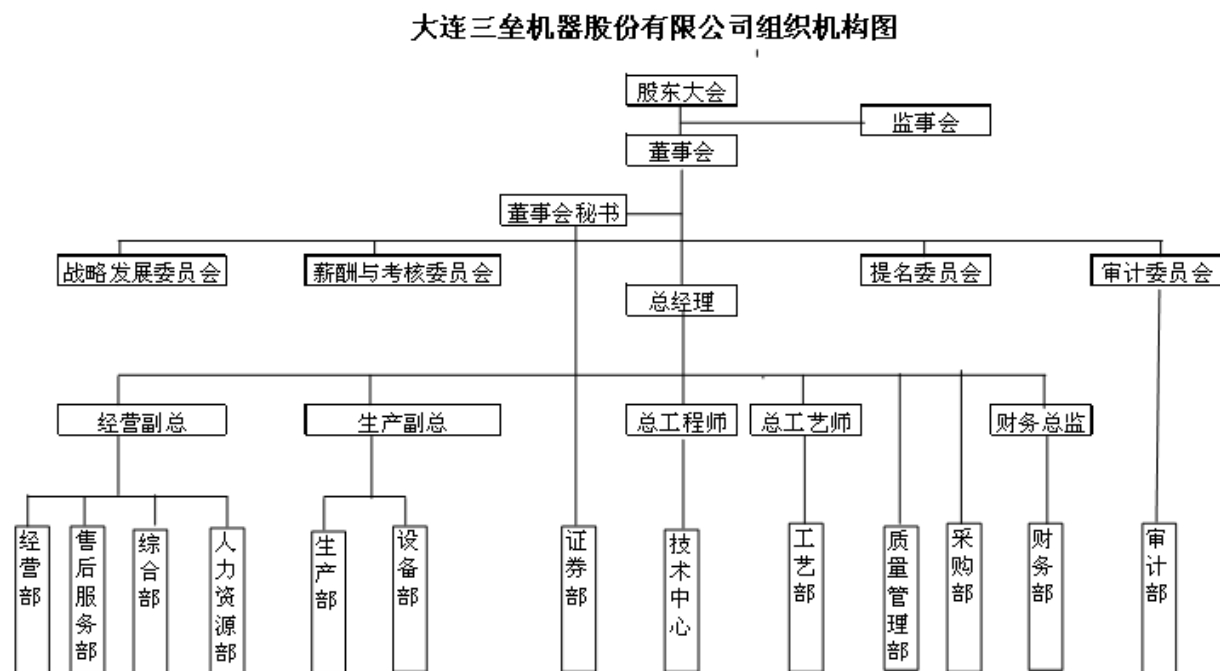 大连三垒机器股份有限公司组织机构图
股东大会
监事会
董事会
董事会秘书
战略发展委员会
薪酬与考核委员会
提名委员会
审计委员会
总经理
经营副总
生产副总
总工程师
总工艺师
财务总监
经营部
售后服务部
综合部
人力资源部
生产部
设备部
证券部
技术中心
工艺部
质量管理部
采购部
财务部
审计部